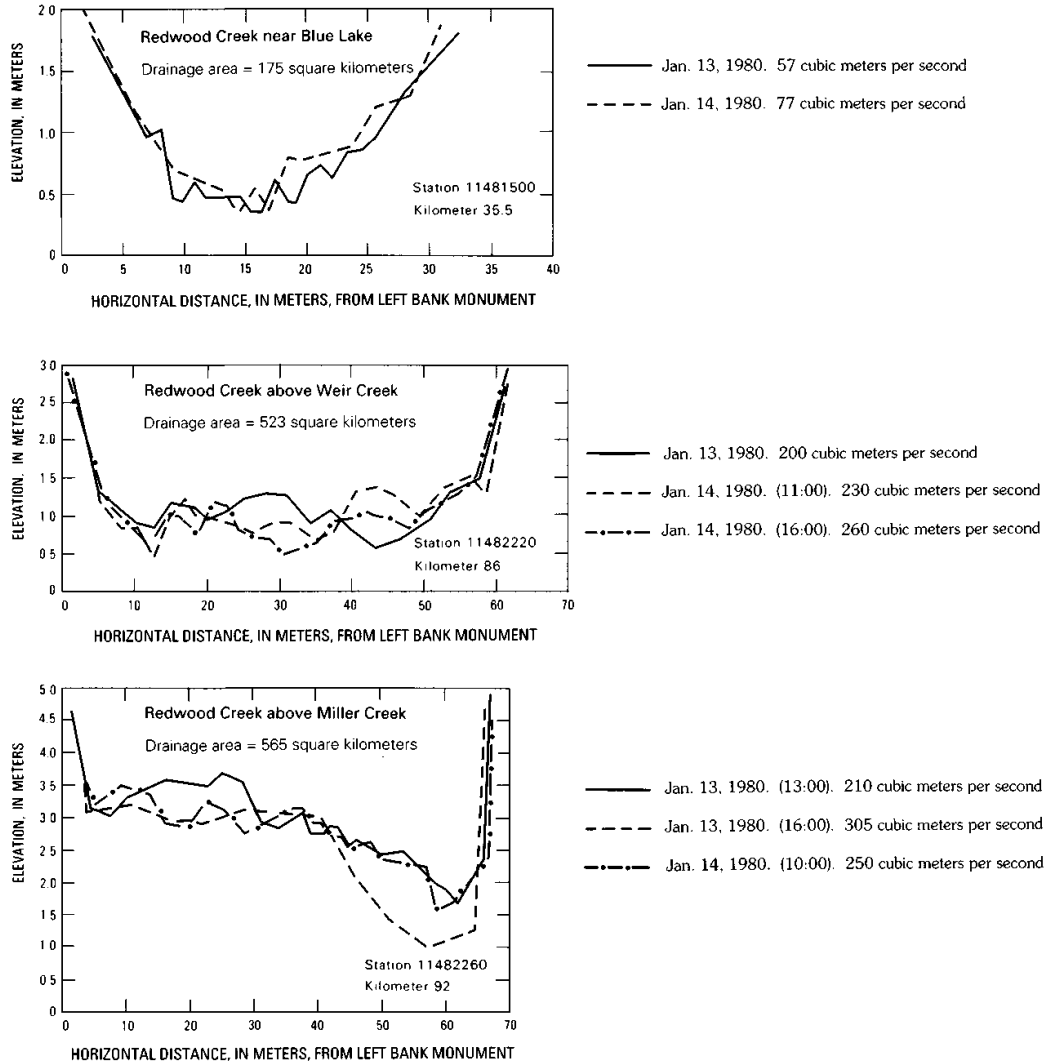 ELEVATION, IN METERS
2 0
1.5
1.0
0.5
0
Redwood Creek near Blue Lake
Drainage area = 175 square kilometers
Station 11481500
Kilometer 35.5
0 5 10 15 20 25 30 35 40
HORIZONTAL DISTANCE, IN METERS, FROM LEFT BANK MONUMENT
Jan. 13, 1980. 57 cubic meters per second
Jan. 14, 1980. 77 cubic meters per second
ELEVATION, IN METERS
3 0
2 5
2 0
1 5
1 0
0 5
0
Redwood Creek above Weir Creek
Drainage area = 523 square kilometers
Station 11482220
Kilometer 86
0 10 20 30 40 50 60 70
HORIZONTAL DISTANCE, IN METERS, FROM LEFT BANK MONUMENT
Jan. 13, 1980. 200 cubic meters per second
Jan. 14, 1980. (11:00). 230 cubic meters per second
Jan. 14, 1980. (16:00). 260 cubic meters per second
ELEVATION, IN METERS
5 0
4.5
4.0
3.5
3.0
2.5
2.0
1 5
1 0
0 5
0
Redwood Creek above Miller Creek
Drainage area = 565 square kilometers
Station 11482260
Kilometer 92
0 10 20 30 40 50 60 70
HORIZONTAL DISTANCE, IN METERS, FROM LEFT BANK MONUMENT
Jan. 13, 1980. (13:00). 210 cubic meters per second
Jan. 13, 1980. (16:00). 305 cubic meters per second
Jan. 14, 1980. (10:00). 250 cubic meters per second